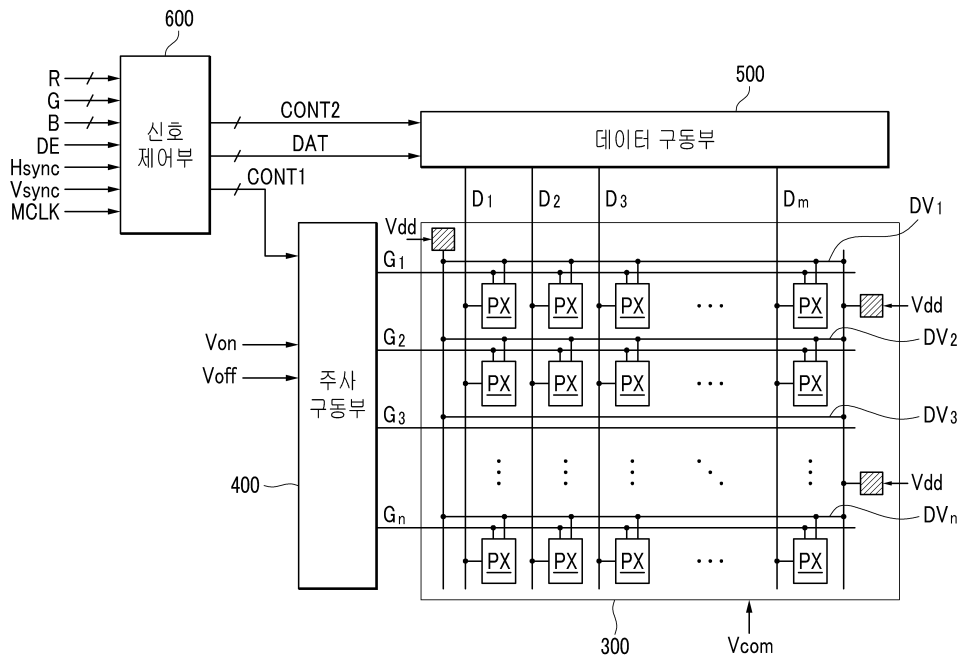 600
R
G
B
DE
Hsync
Vsync
MCLK
신호
제어부
CONT2
DAT
CONT1
500
데이터 구동부
D1 D2 D3 Dm
Vdd
DV1
G1
PX PX PX ... PX
Vdd
Von
Voff
주사
구동부
400
G2
DV2
PX PX PX ... PX
G3
DV3
Vdd
Gn
DVn
PX PX PX ... PX
300
Vcom